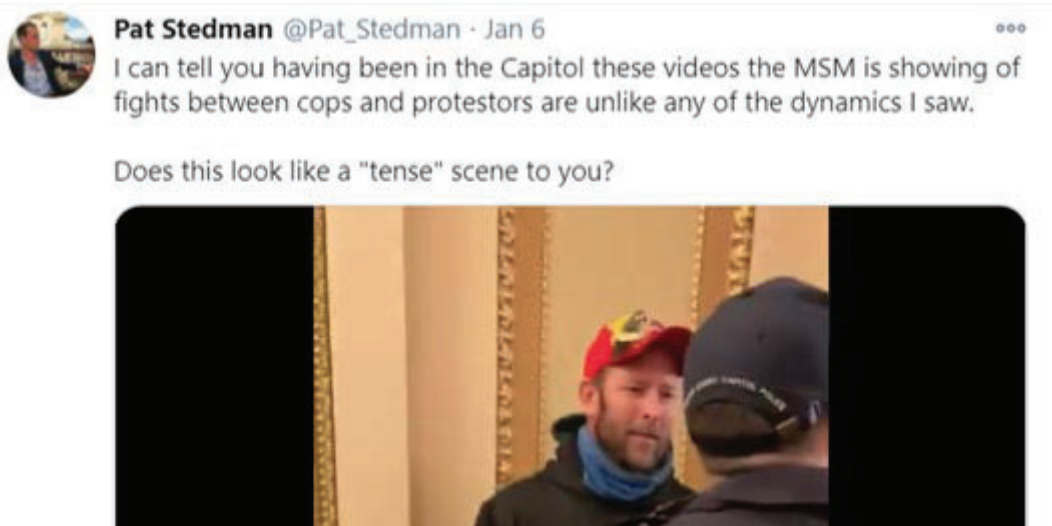 Pat Stedman @Pat_Stedman · Jan 6
I can tell you having been in the Capitol these videos the MSM is showing of
fights between cops and protestors are unlike any of the dynamics I saw.
Does this look like a "tense" scene to you?
CAPITOL POLICE